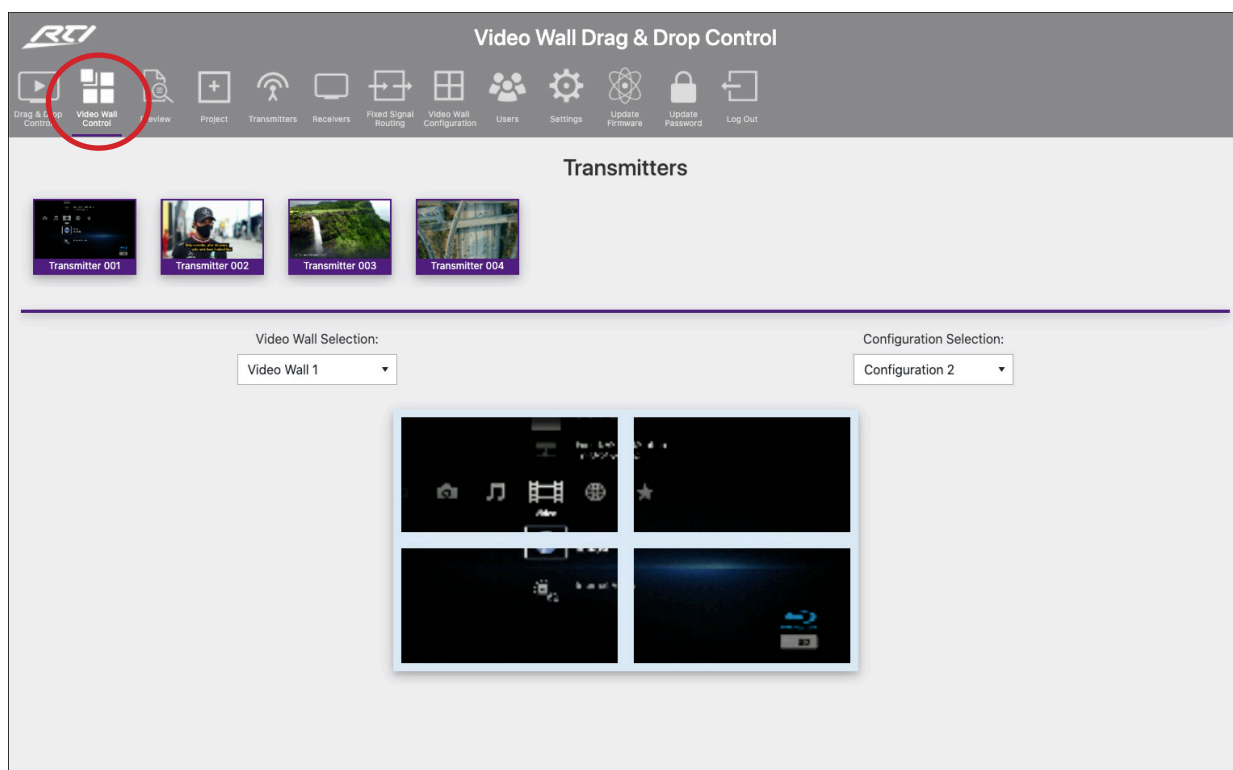 RTI
Video Wall Drag & Drop Control
Drag & Drop
Control
Video Wall
Control
Preview
Project
Transmitters
Receivers
Fixed Signal
Routing
Video Wall
Configuration
Users
Settings
Update
Firmware
Update
Password
Log Out
Transmitters
Transmitter 001
Transmitter 002
Transmitter 003
Transmitter 004
Video Wall Selection:
Configuration Selection:
Video Wall 1
Configuration 2